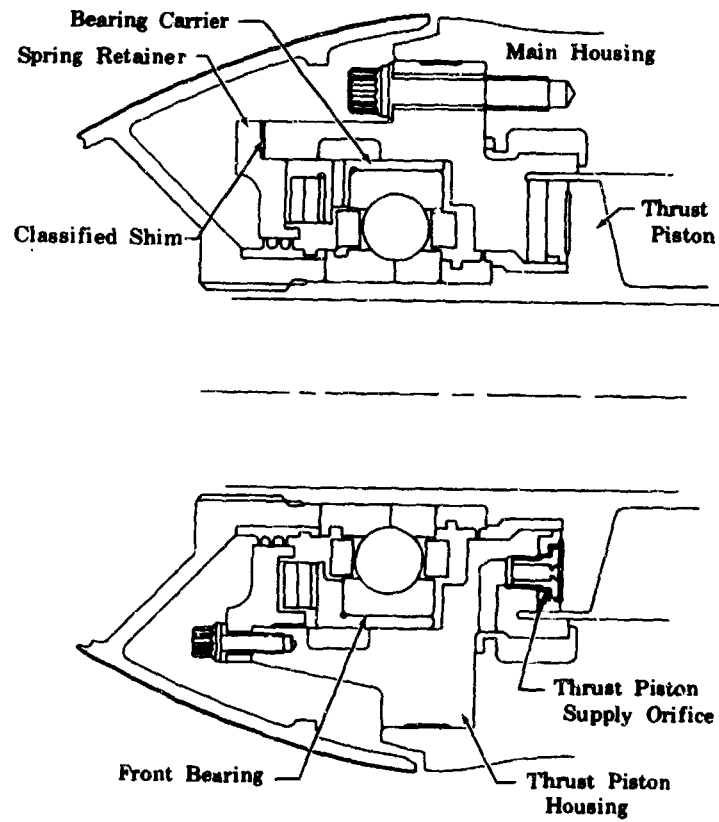 Bearing Carrier
Spring Retainer
Main Housing
Classified Shim
Thrust
Piston
Thrust Piston
Supply Orifice
Front Bearing
Thrust Piston
Housing